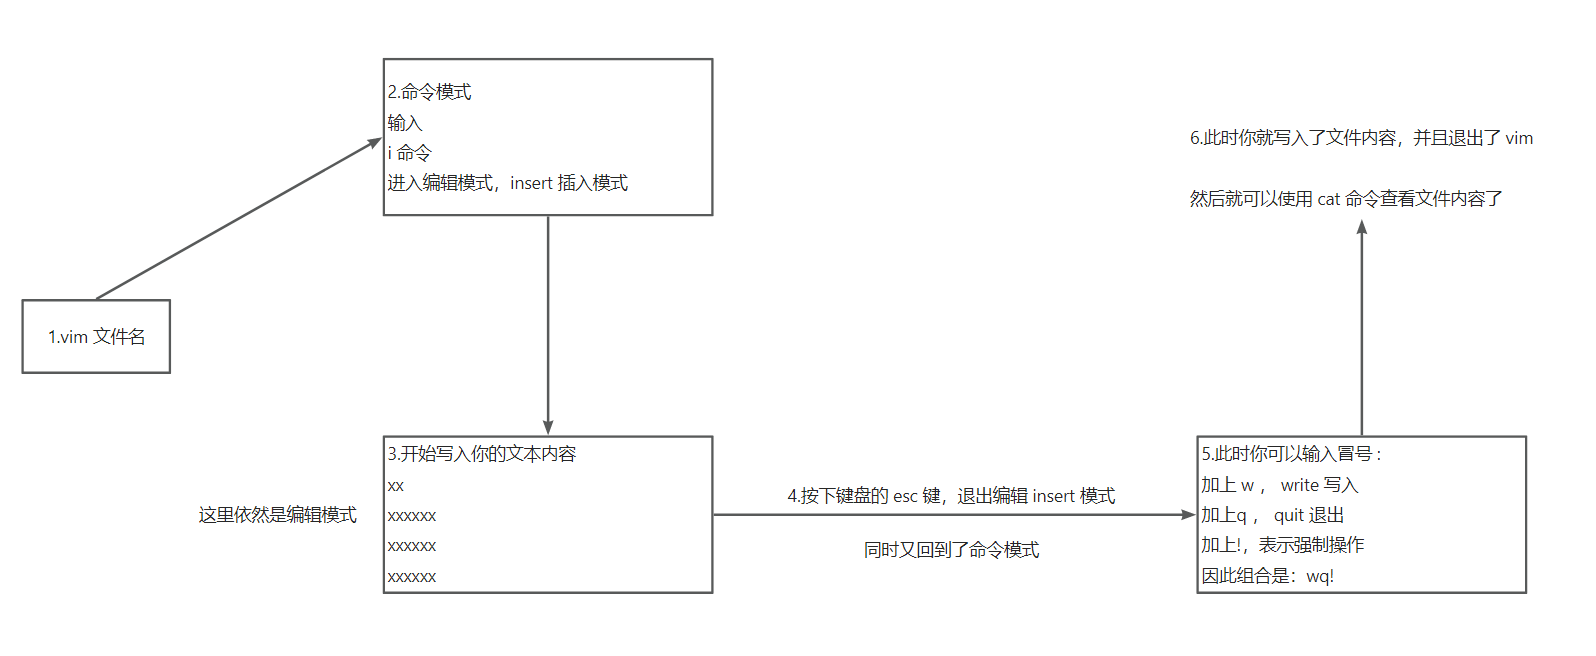 1.vim 文件名
2.命令模式
输入
i 命令
进入编辑模式，insert 插入模式
3.开始写入你的文本内容
xx
xxxxxx
xxxxxx
xxxxxx
这里依然是编辑模式
4.按下键盘的 esc 键，退出编辑 insert 模式
同时又回到了命令模式
5.此时你可以输入冒号 :
加上 w ， write 写入
加上q ， quit 退出
加上!，表示强制操作
因此组合是：wq!
6.此时你就写入了文件内容，并且退出了 vim
然后就可以使用 cat 命令查看文件内容了